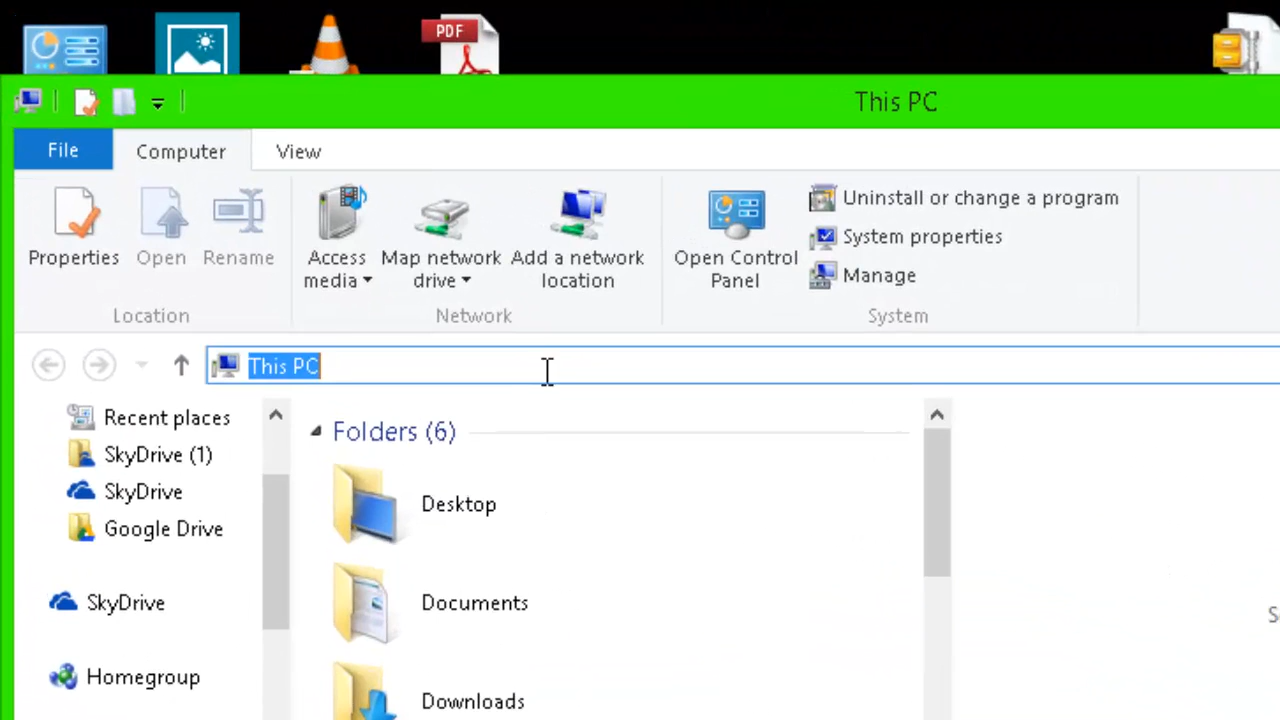 PDF
This PC
File
Computer
View
Properties
Open
Rename
Access media
Map network drive
Add a network location
Open Control Panel
Uninstall or change a program
System properties
Manage
Location
Network
System
This PC
Recent places
SkyDrive (1)
SkyDrive
Google Drive
SkyDrive
Homegroup
Folders (6)
Desktop
Documents
Downloads